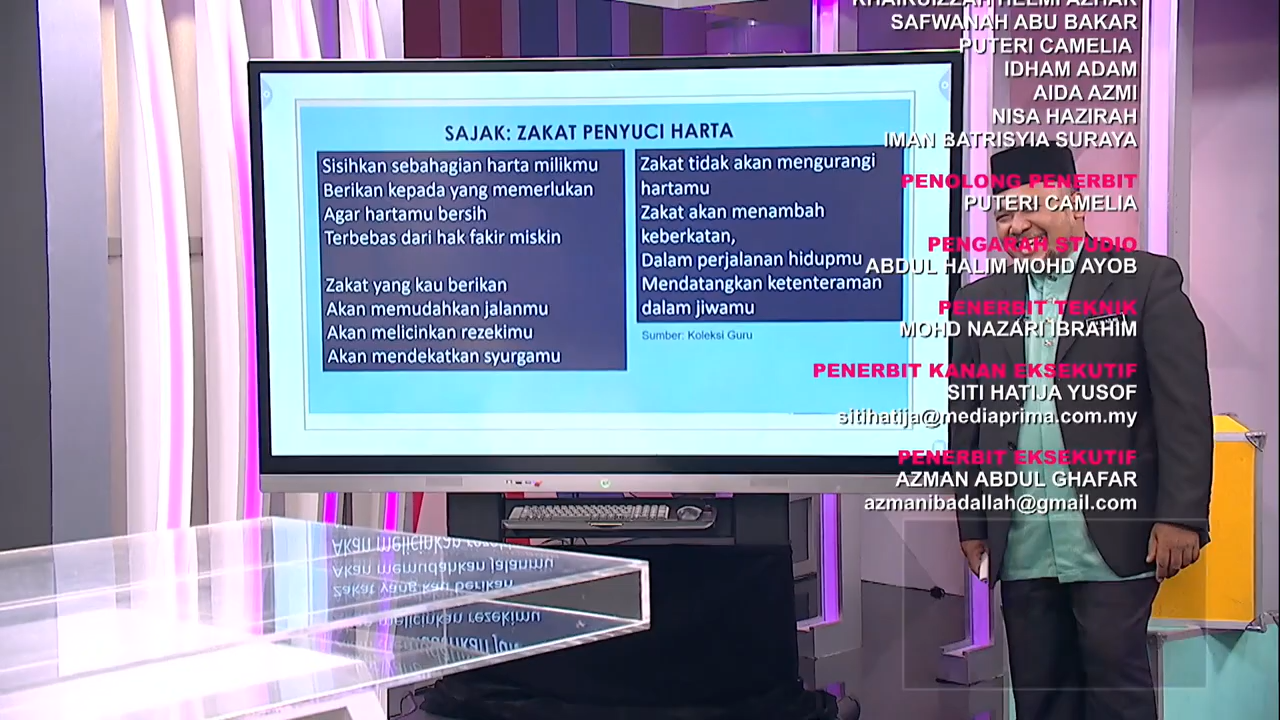 SAJAK: ZAKAT PENYUCI HARTA
Sisihkan sebahagian harta milikmu
Berikan kepada yang memerlukan
Agar hartamu bersih
Terbebas dari hak fakir miskin
Zakat yang kau berikan
Akan memudahkan jalanmu
Akan melicinkan rezekimu
Akan mendekatkan syurgamu
Zakat tidak akan mengurangi
hartamu
Zakat akan menambah
keberkatan,
Dalam perjalanan hidupmu
Mendatangkan ketenteraman
dalam jiwamu
Sumber: Koleksi Guru
KHAIRUIZZAH HELMI AZHAR
SAFWANAH ABU BAKAR
PUTERI CAMELIA
IDHAM ADAM
AIDA AZMI
NISA HAZIRAH
IMAN BATRISYIA SURAYA
PENOLONG PENERBIT
PUTERI CAMELIA
PENGARAH STUDIO
ABDUL HALIM MOHD AYOB
PENERBIT TEKNIK
MOHD NAZARI IBRAHIM
PENERBIT KANAN EKSEKUTIF
SITI HATIJA YUSOF
sitihatija@mediaprima.com.my
PENERBIT EKSEKUTIF
AZMAN ABDUL GHAFAR
azmanibadallah@gmail.com